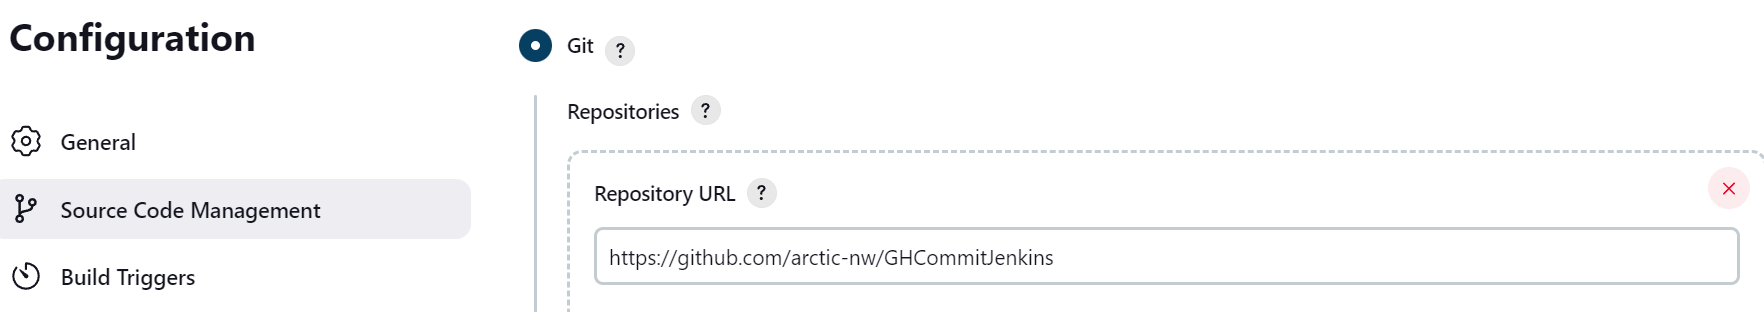 Configuration
General
Source Code Management
Build Triggers
Git ?
Repositories ?
Repository URL ?
https://github.com/arctic-nw/GHCommitJenkins